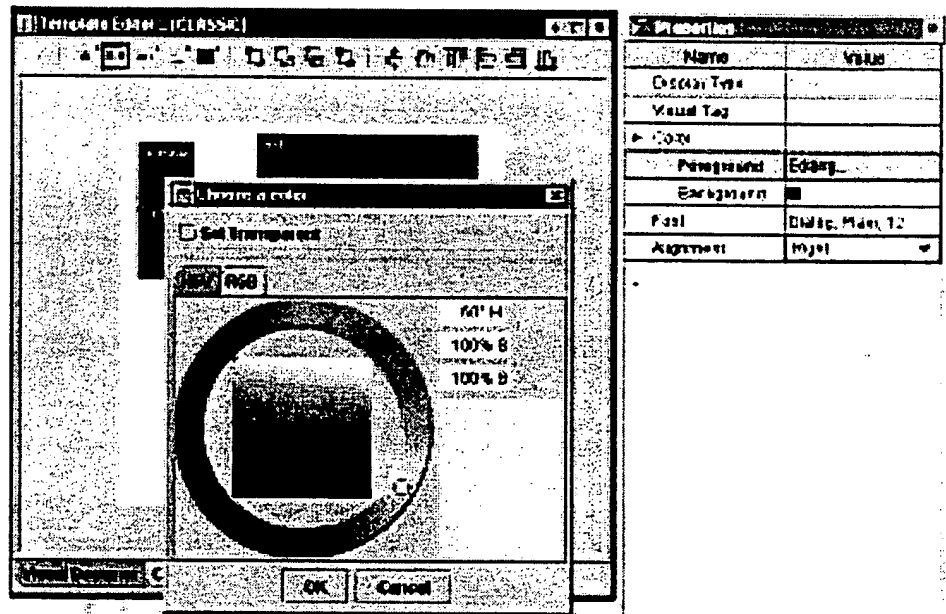 Template Editor - [CLASSIC]
Properties
Name Value
Display Type
Visual Tag
Color
Foreground Editing...
Background
Font Dialog, Plain, 12
Alignment Right
Choose a color
Set Transparent
RGB
60° H
100% B
100% B
Visual
OK Cancel